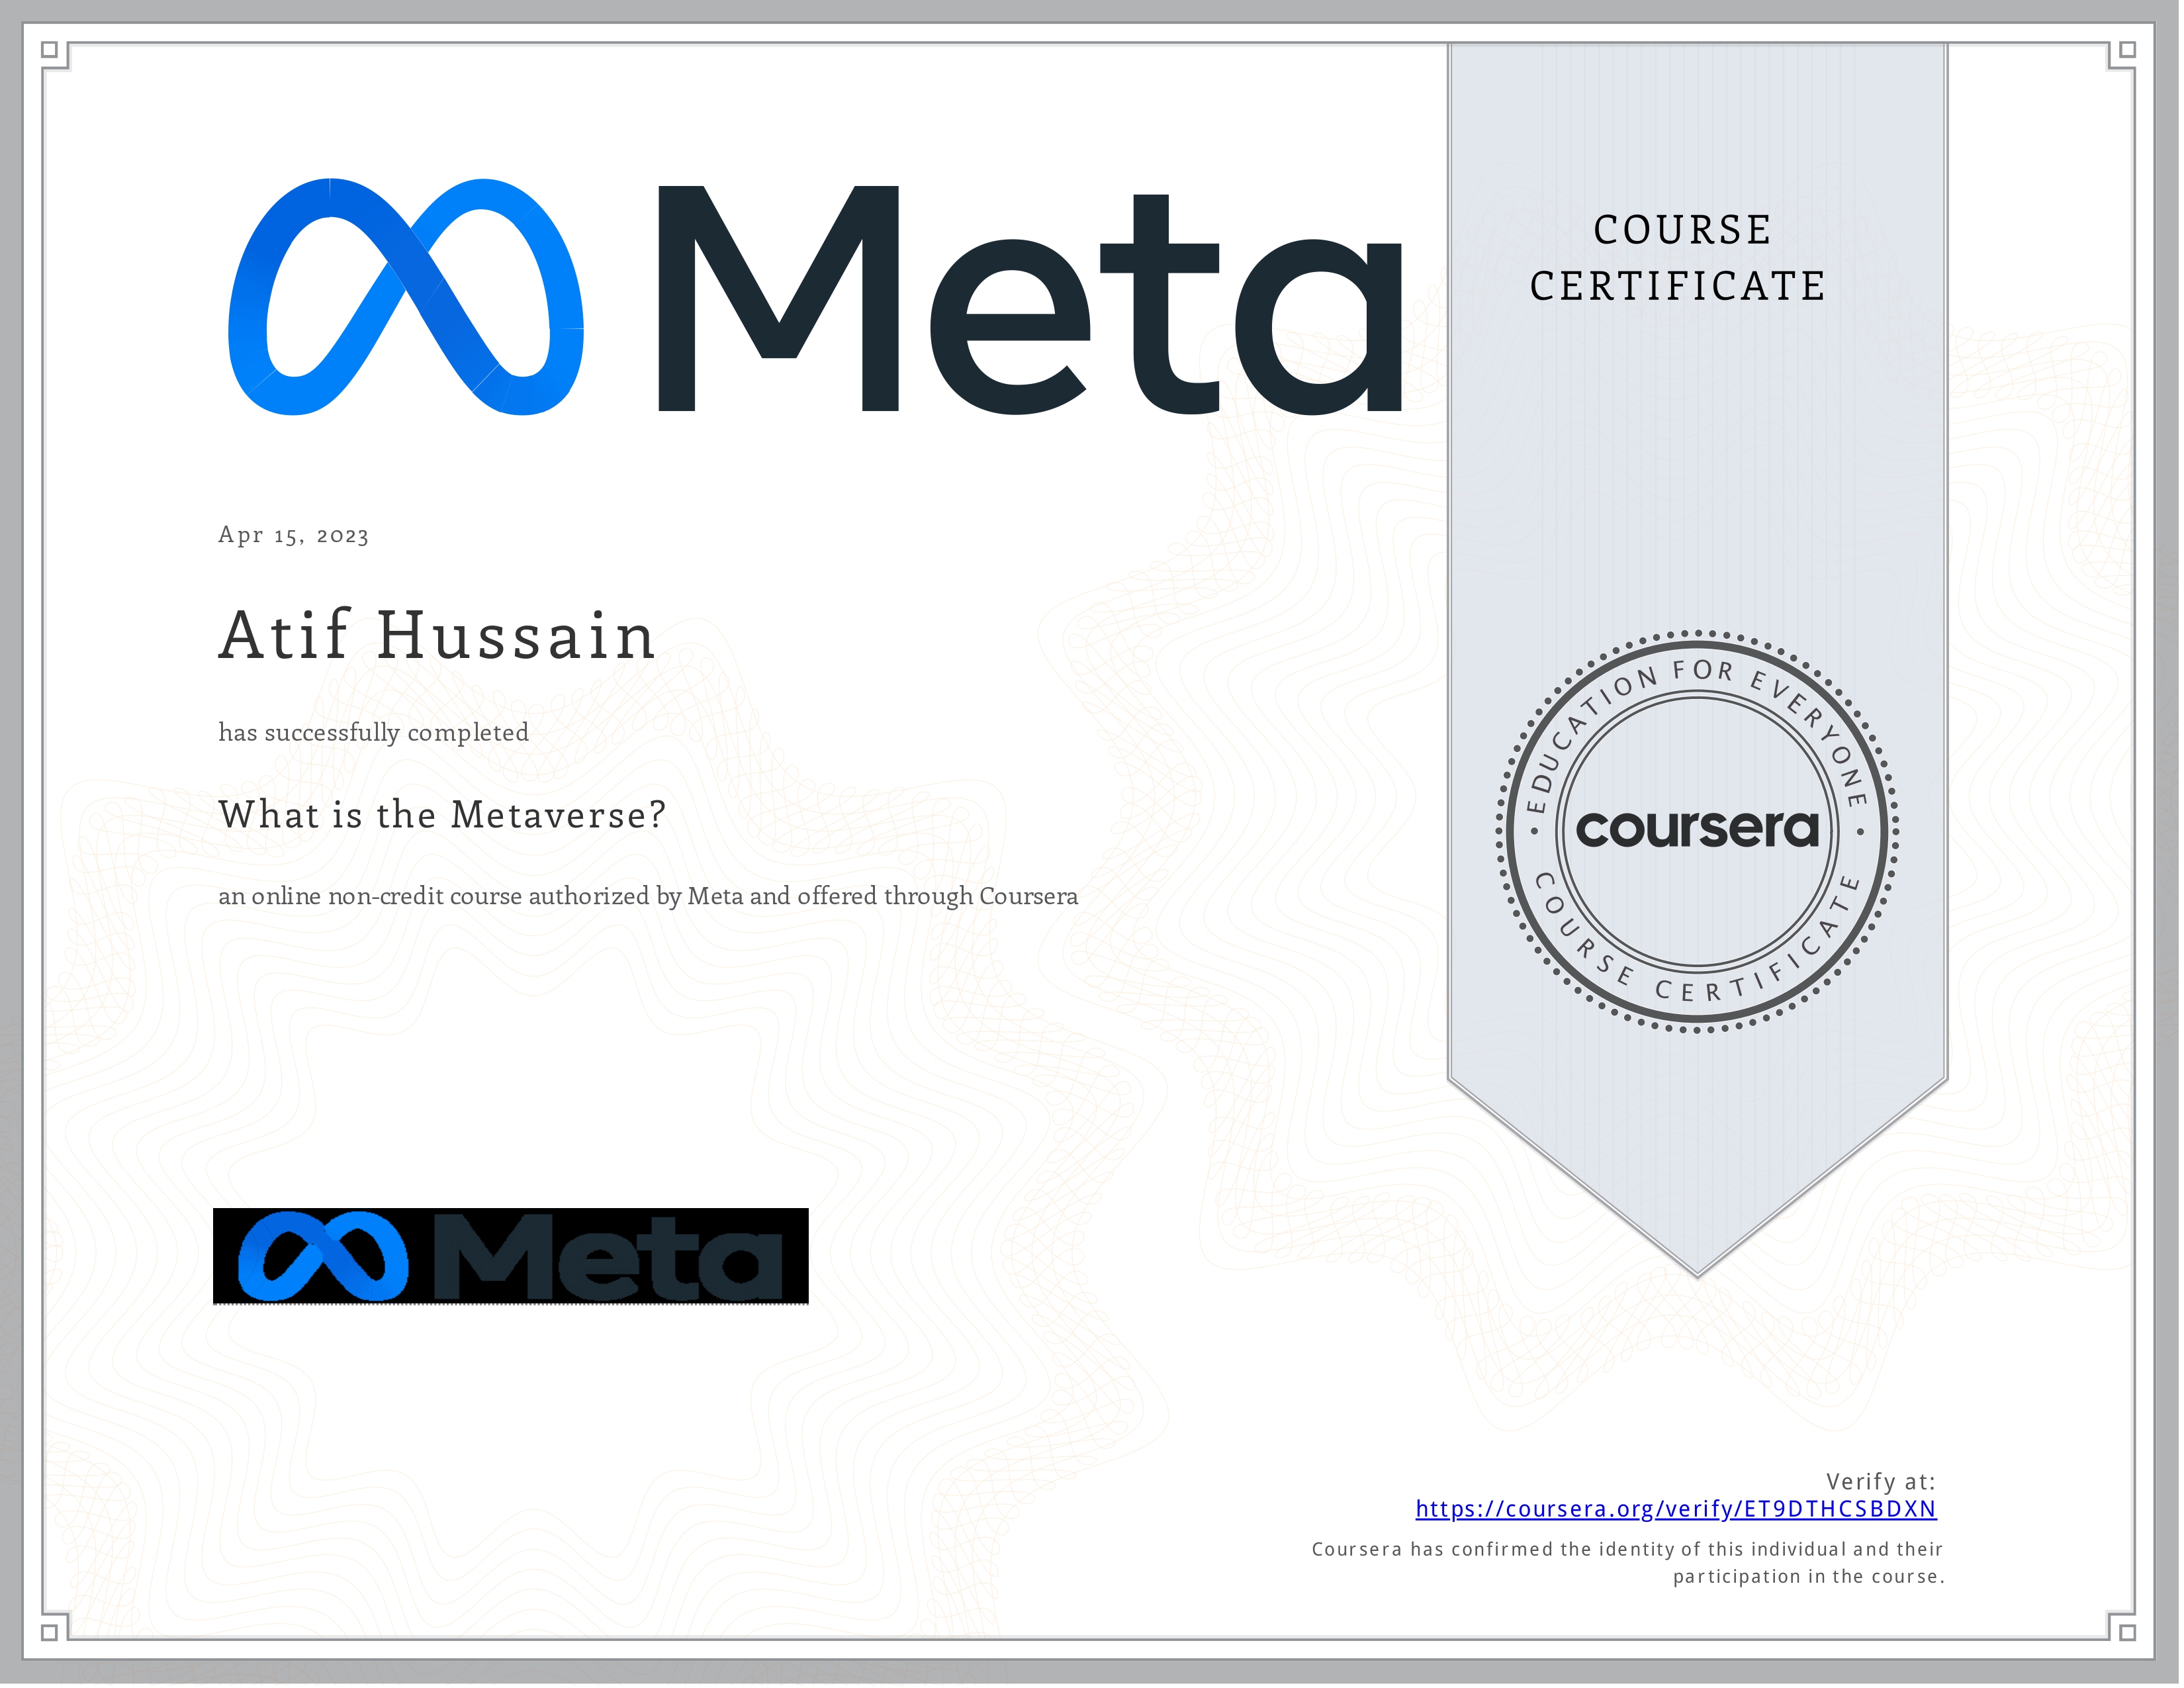 Meta
COURSE
CERTIFICATE
Apr 15, 2023
Atif Hussain
has successfully completed
What is the Metaverse?
an online non-credit course authorized by Meta and offered through Coursera
EDUCATION FOR EVERYONE
coursera
COURSE CERTIFICATE
Meta
Verify at:
https://coursera.org/verify/ET9DTHCSBDXN
Coursera has confirmed the identity of this individual and their
participation in the course.